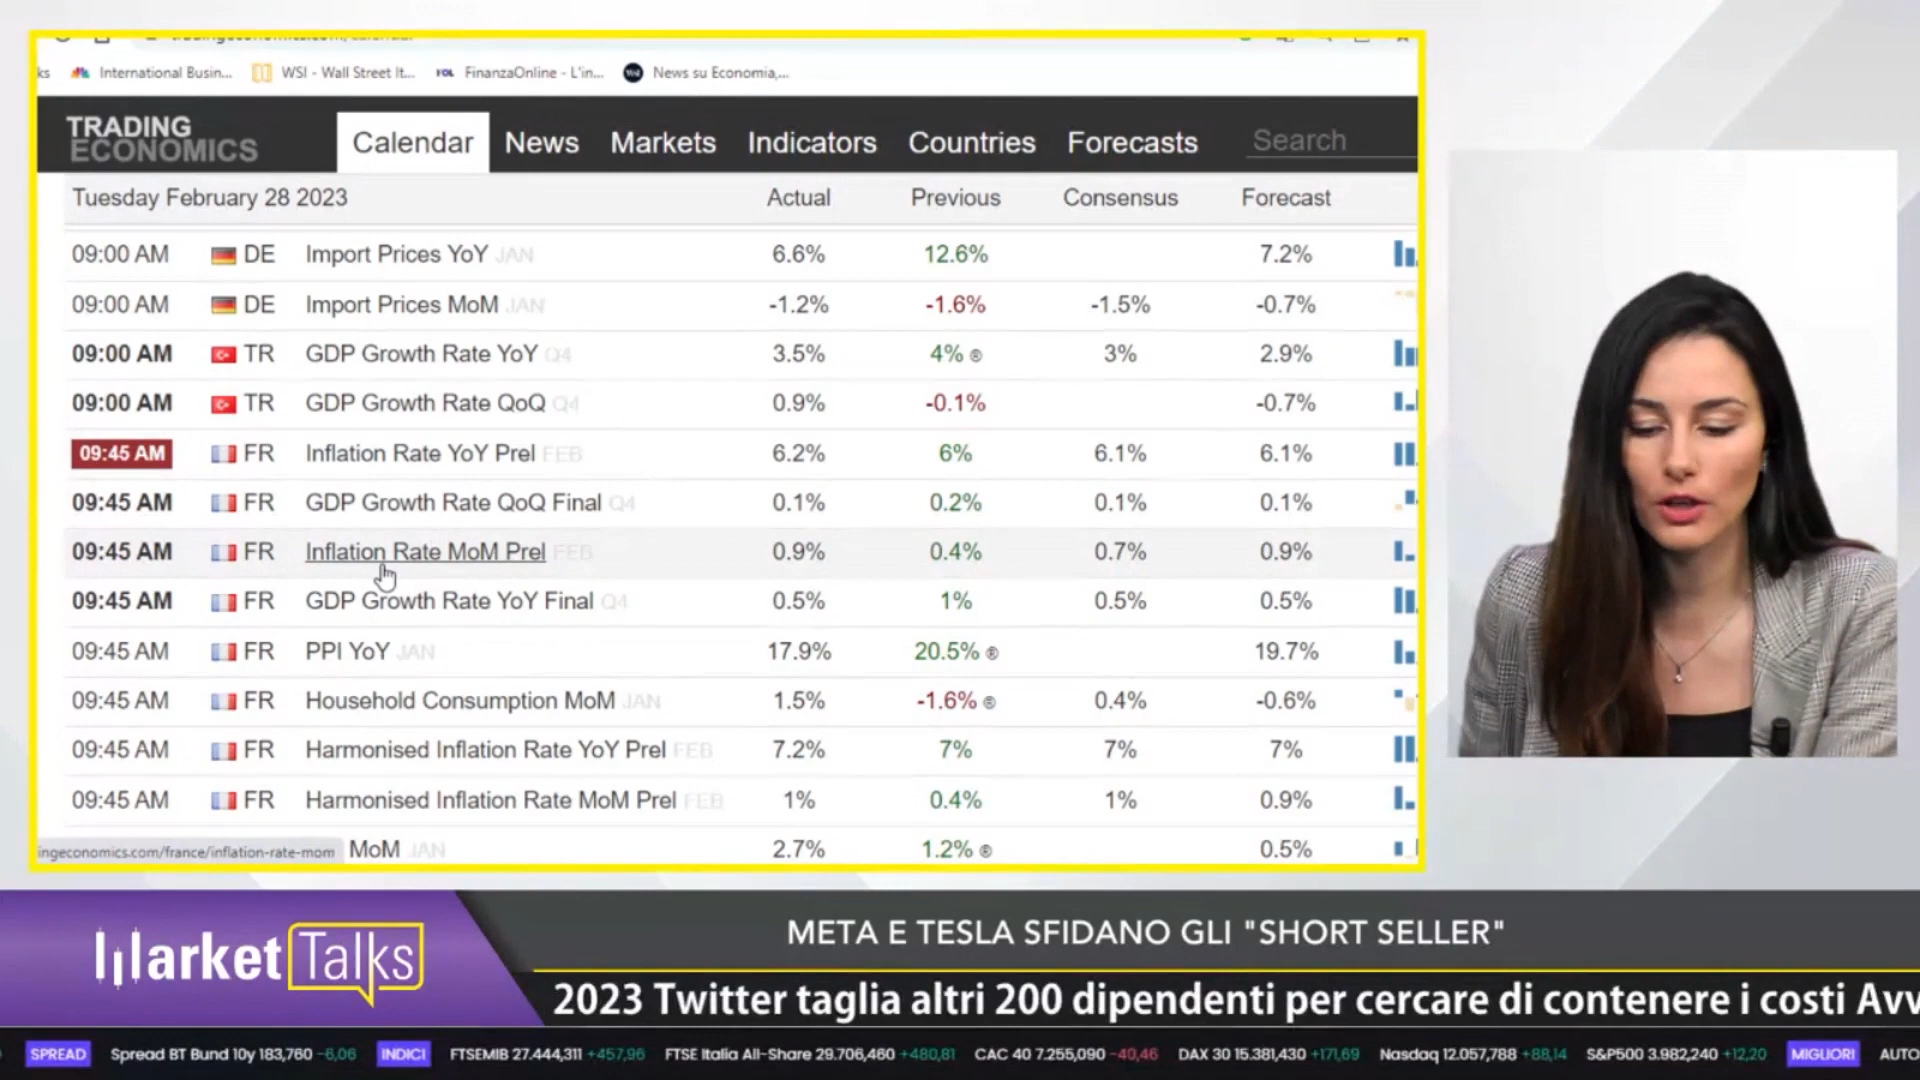 ks International Busin... WSI - Wall Street It... FOL FinanzaOnline - L'in... WSI News su Economia,...
TRADING
ECONOMICS
Calendar News Markets Indicators Countries Forecasts Search
Tuesday February 28 2023 Actual Previous Consensus Forecast
09:00 AM DE Import Prices YoY JAN 6.6% 12.6% 7.2%
09:00 AM DE Import Prices MoM JAN -1.2% -1.6% -1.5% -0.7%
09:00 AM TR GDP Growth Rate YoY Q4 3.5% 4% ® 3% 2.9%
09:00 AM TR GDP Growth Rate QoQ Q4 0.9% -0.1% -0.7%
09:45 AM FR Inflation Rate YoY Prel FEB 6.2% 6% 6.1% 6.1%
09:45 AM FR GDP Growth Rate QoQ Final Q4 0.1% 0.2% 0.1% 0.1%
09:45 AM FR Inflation Rate MoM Prel FEB 0.9% 0.4% 0.7% 0.9%
09:45 AM FR GDP Growth Rate YoY Final Q4 0.5% 1% 0.5% 0.5%
09:45 AM FR PPI YoY JAN 17.9% 20.5% ® 19.7%
09:45 AM FR Household Consumption MoM JAN 1.5% -1.6% ® 0.4% -0.6%
09:45 AM FR Harmonised Inflation Rate YoY Prel FEB 7.2% 7% 7% 7%
09:45 AM FR Harmonised Inflation Rate MoM Prel FEB 1% 0.4% 1% 0.9%
ingeconomics.com/france/inflation-rate-mom MoM JAN 2.7% 1.2% ® 0.5%
Market Talks
META E TESLA SFIDANO GLI "SHORT SELLER"
2023 Twitter taglia altri 200 dipendenti per cercare di contenere i costi Avv
SPREAD Spread BT Bund 10y 183,760 -6,06 INDICI FTSEMIB 27.444,311 +457,96 FTSE Italia All-Share 29.706,460 +480,81 CAC 40 7.255,090 -40,46 DAX 30 15.381,430 +171,69 Nasdaq 12.057,788 +88,14 S&P500 3.982,240 +12,20 MIGLIORI AUTO